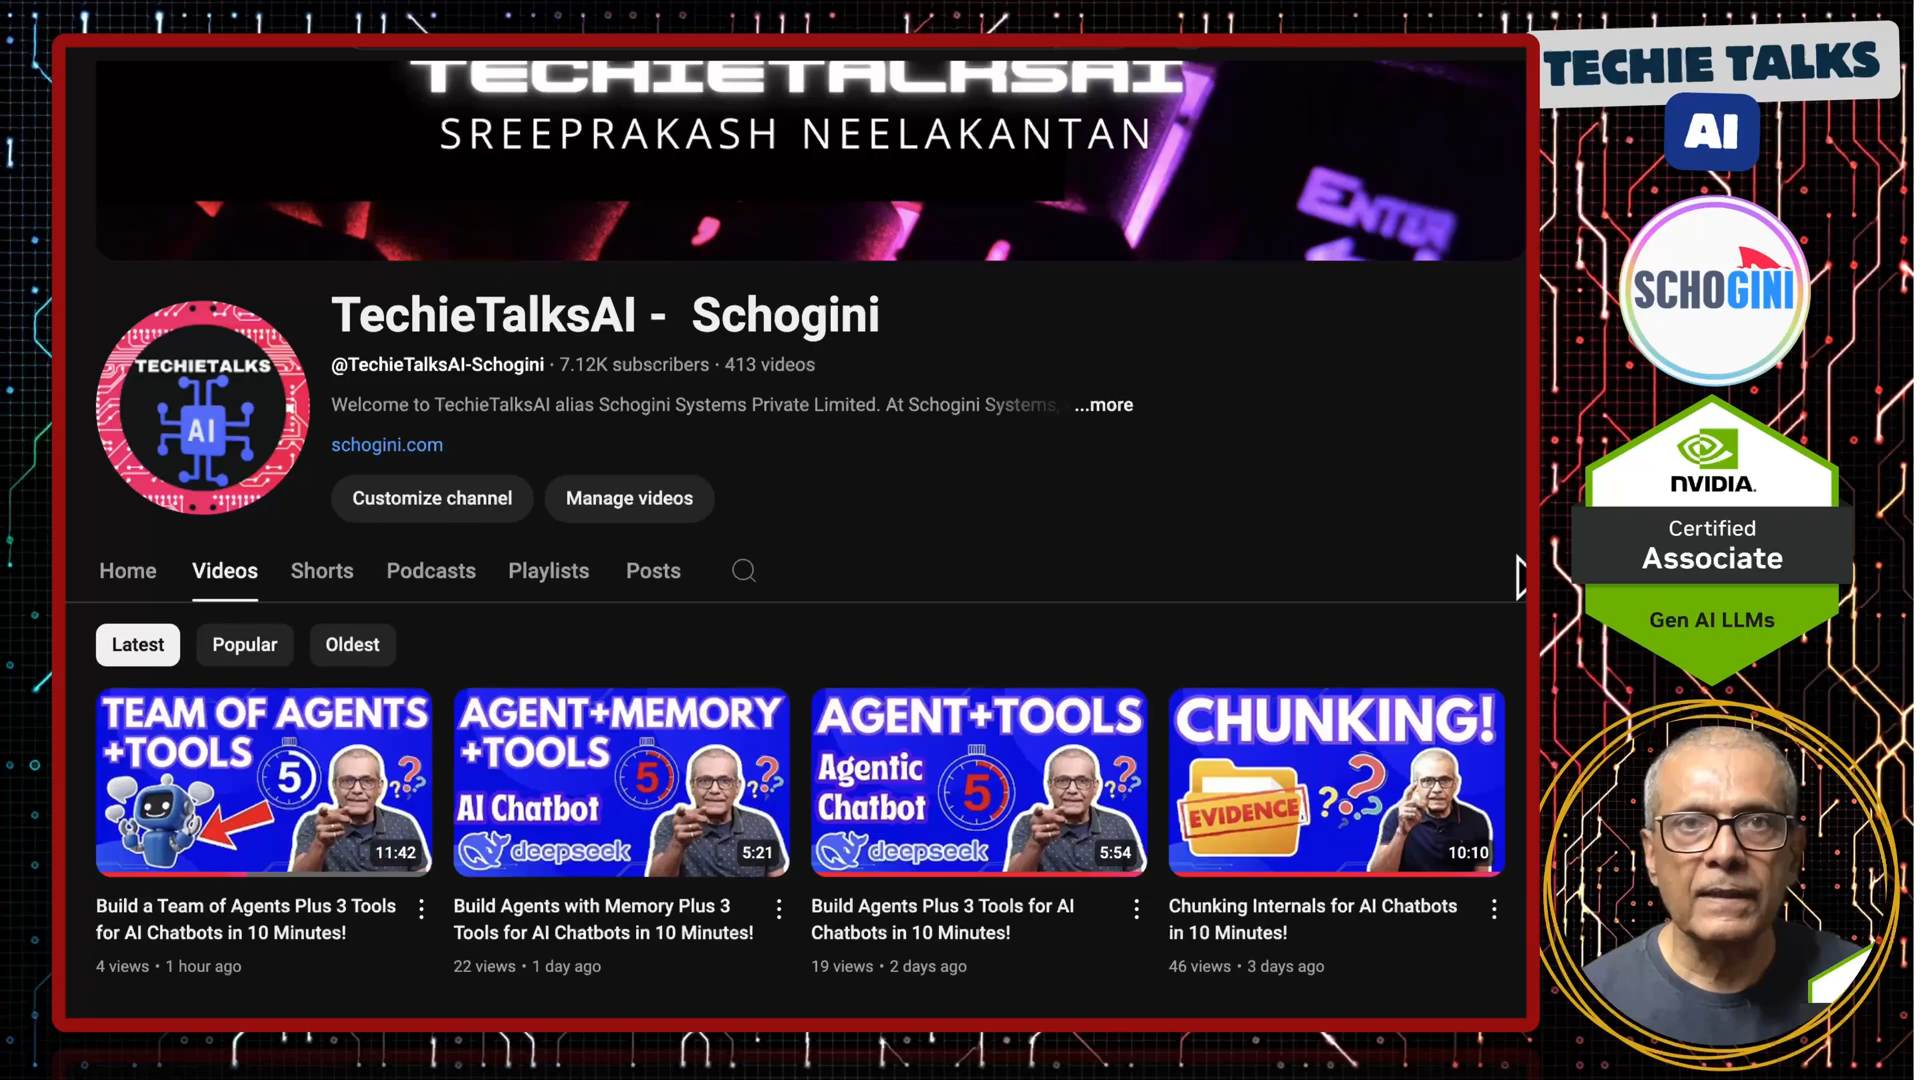 TECHIETALKSAI
SREEPRAKASH NEELAKANTAN
ENTER
TECHIETALKS
AI
TechieTalksAI - Schogini
@TechieTalksAI-Schogini · 7.12K subscribers · 413 videos
Welcome to TechieTalksAI alias Schogini Systems Private Limited. At Schogini Systems, ...more
schogini.com
Customize channel
Manage videos
Home
Videos
Shorts
Podcasts
Playlists
Posts
Latest
Popular
Oldest
TEAM OF AGENTS
+TOOLS
5
??
11:42
Build a Team of Agents Plus 3 Tools
for AI Chatbots in 10 Minutes!
4 views • 1 hour ago
AGENT+MEMORY
+TOOLS
5
??
AI Chatbot
deepseek
5:21
Build Agents with Memory Plus 3
Tools for AI Chatbots in 10 Minutes!
22 views • 1 day ago
AGENT+TOOLS
Agentic
Chatbot
5
??
deepseek
5:54
Build Agents Plus 3 Tools for AI
Chatbots in 10 Minutes!
19 views • 2 days ago
CHUNKING!
EVIDENCE
???
10:10
Chunking Internals for AI Chatbots
in 10 Minutes!
46 views • 3 days ago
TECHIE TALKS
AI
SCHOGINI
NVIDIA.
Certified
Associate
Gen AI LLMs